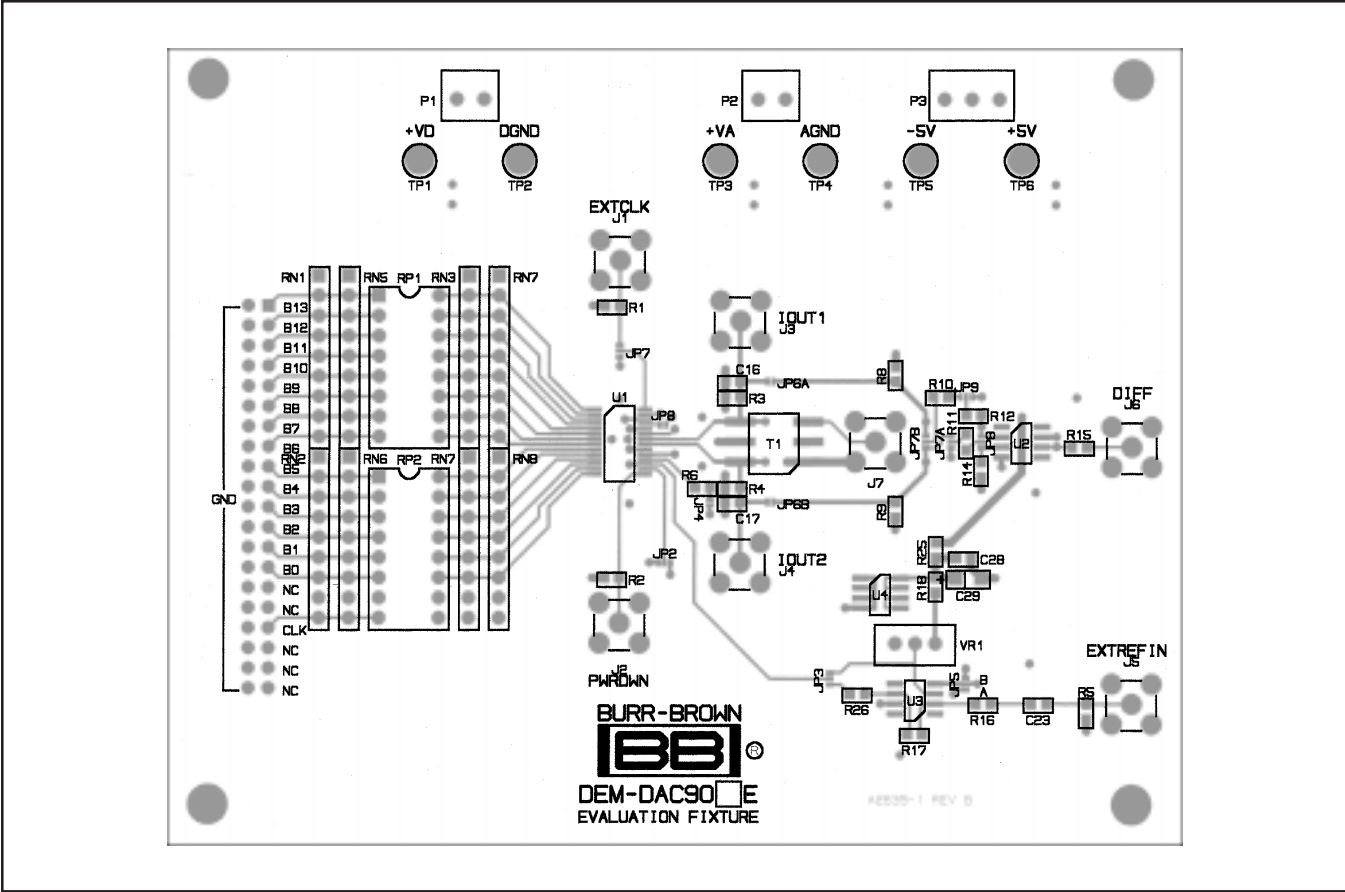 P1
P2
P3
+VD
DGND
+VA
AGND
-5V
+5V
TP1
TP2
TP3
TP4
TP5
TP6
EXTCLK
J1
RN1
RN5
RP1
RN3
RN7
R1
JP7
B13
B12
B11
B10
B9
B8
B7
B6
B5
B4
B3
B2
B1
B0
NC
NC
CLK
NC
NC
NC
GND
RN2
RN6
RP2
RN7
RN8
U1
JP8
IOUT1
J3
C16
JP6A
R3
T1
R8
R10
JP9
R11
R12
JP7B
JP7A
JP8
U2
R14
R15
DIFF
J6
J7
R6
R4
JP4
C17
JP6B
R9
IOUT2
J4
JP2
R2
J2
PWRDWN
R25
C28
R18
C29
U4
VR1
JP3
R26
U3
JP5
B
A
R16
R17
C23
R5
EXTREFIN
J5
BURR-BROWN
BB
®
DEM-DAC90 E
EVALUATION FIXTURE
A2639-1 REV B